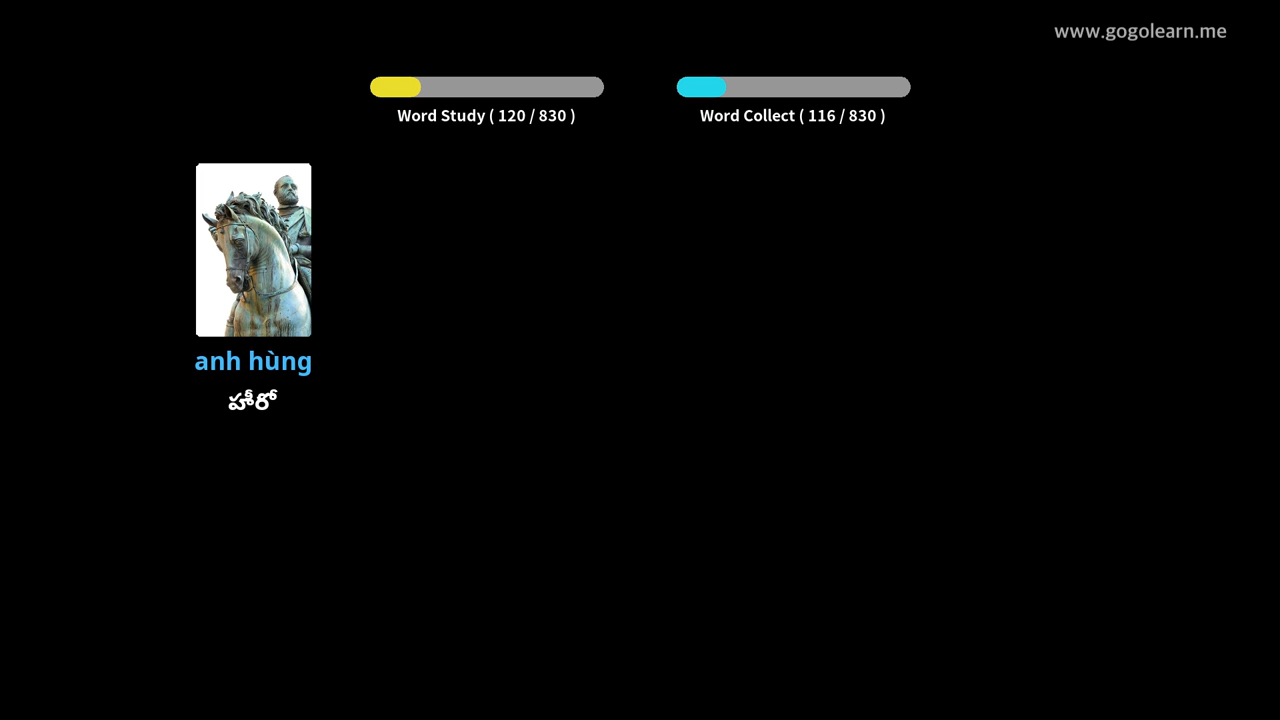 www.gogolearn.me
Word Study ( 120 / 830 )
Word Collect ( 116 / 830 )
anh hùng
హీరో